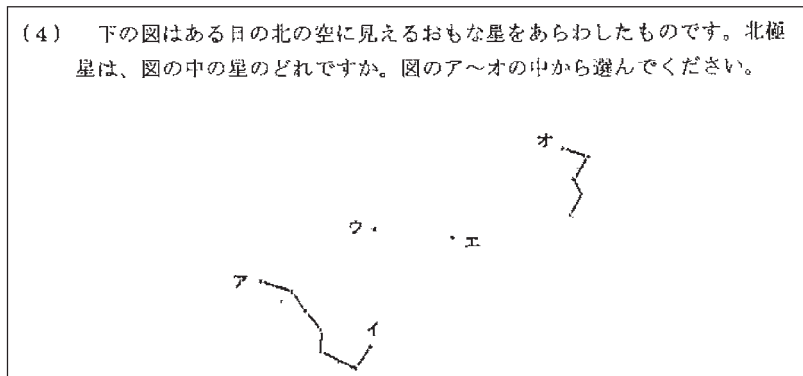 (4) 下の図はある日の北の空に見えるおもな星をあらわしたものです。北極
星は、図の中の星のどれですか。図のア～オの中から選んでください。
オ
ウ
エ
ア
イ